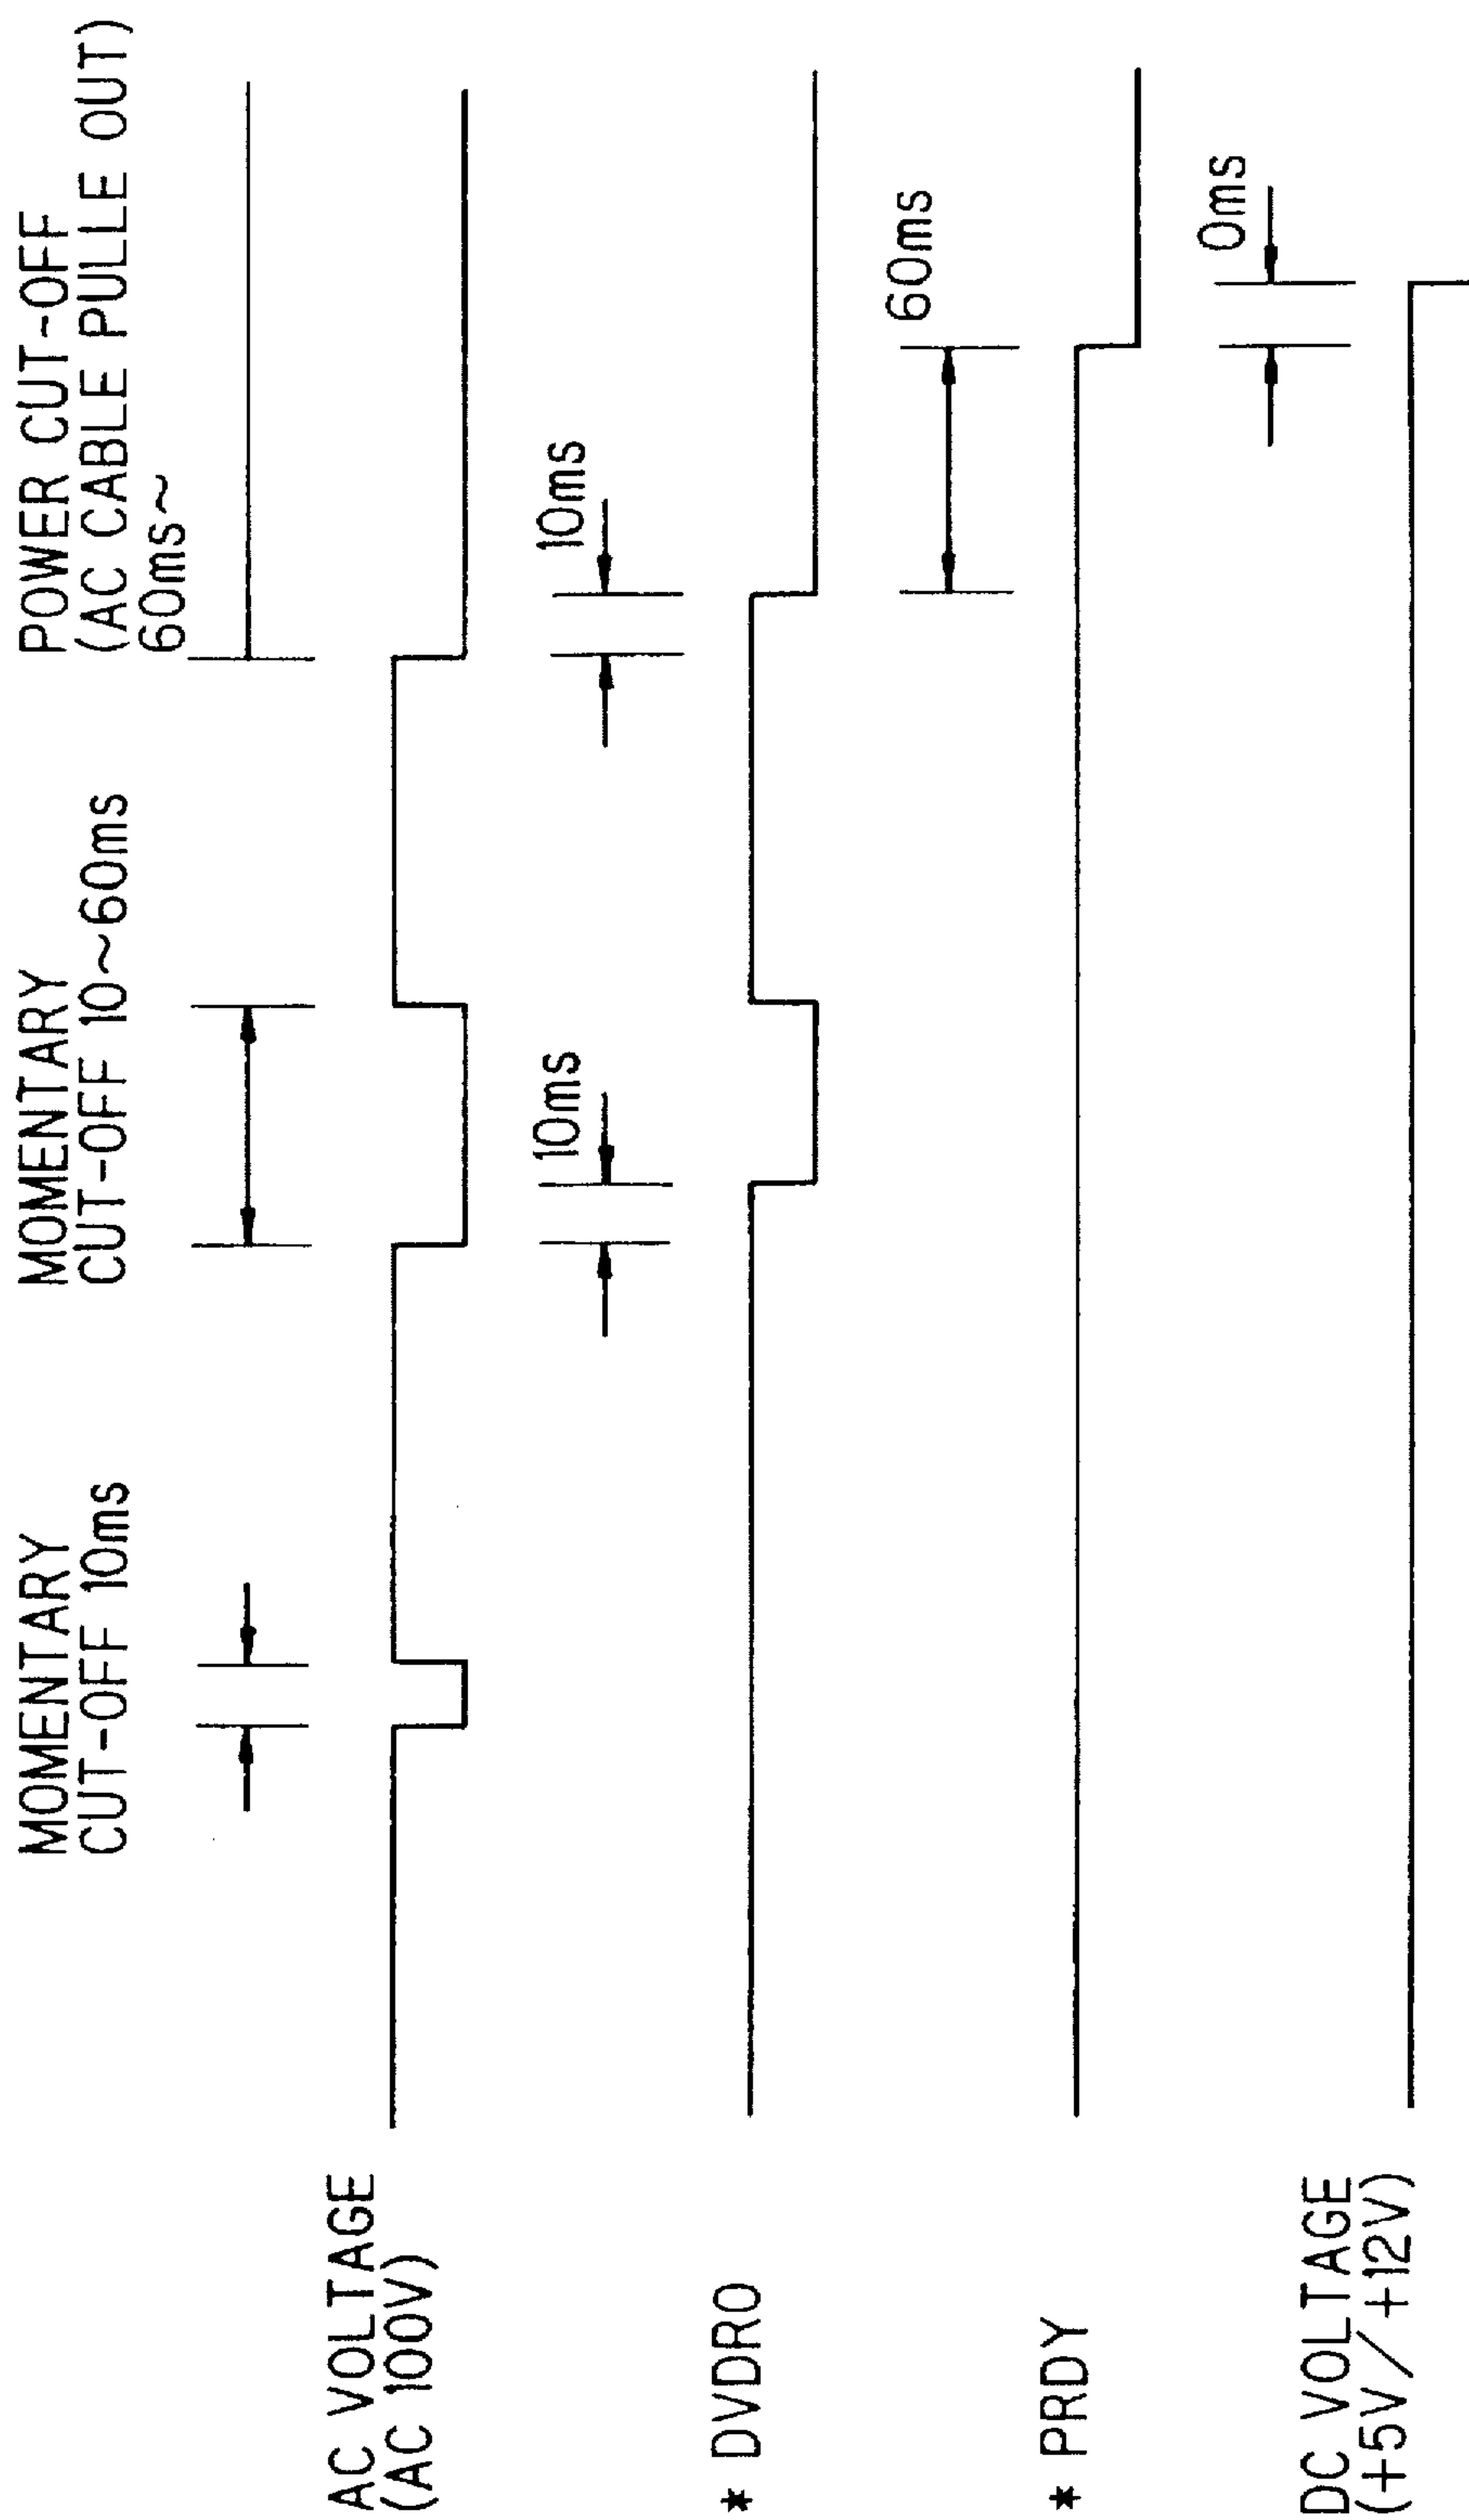 MOMENTARY
CUT-OFF 10ms
MOMENTARY
CUT-OFF 10~60ms
POWER CUT-OFF
(AC CABLE PULLE OUT)
60ms~
AC VOLTAGE
(AC 100V)
10ms
10ms
* DVDRO
60ms
* PRDY
0ms
DC VOLTAGE
(+5V/+12V)